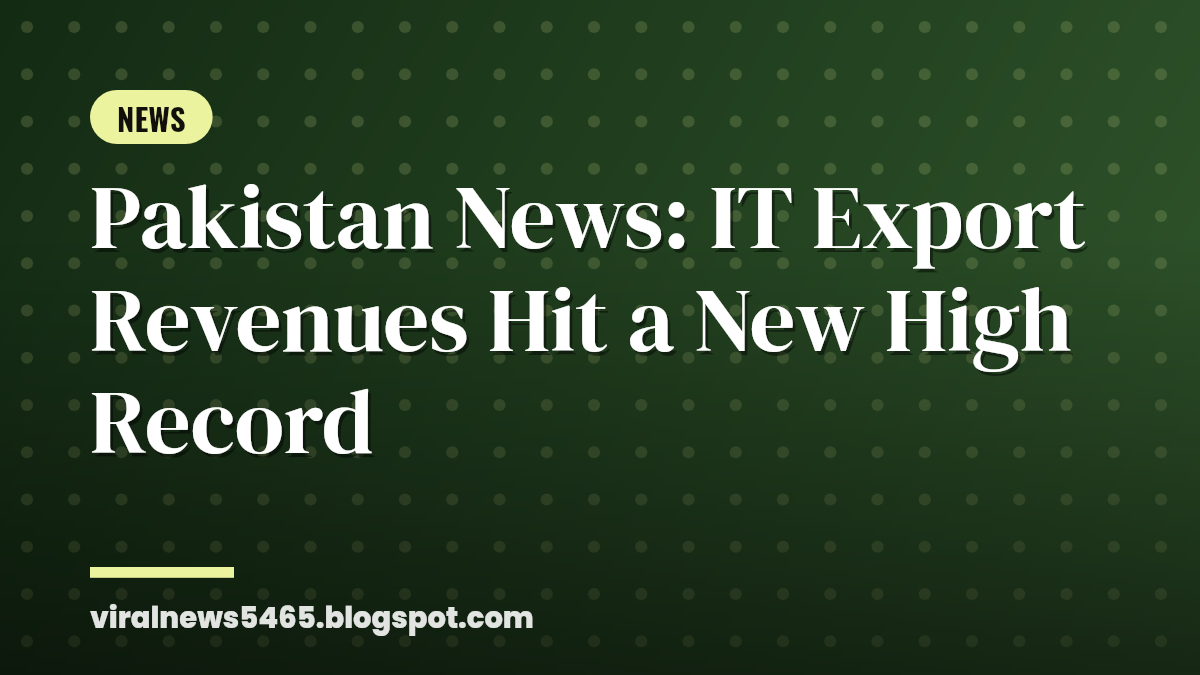 NEWS
Pakistan News: IT Export
Revenues Hit a New High
Record
viralnews5465.blogspot.com